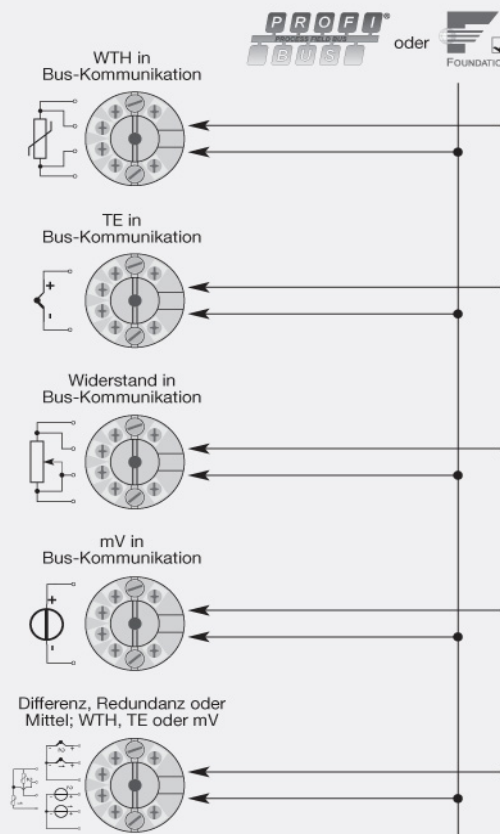 PROFI®
PROCESS FIELD BUS
BUS
oder
FOUNDATIO
WTH in
Bus-Kommunikation
TE in
Bus-Kommunikation
+
-
Widerstand in
Bus-Kommunikation
mV in
Bus-Kommunikation
+
-
Differenz, Redundanz oder
Mittel; WTH, TE oder mV